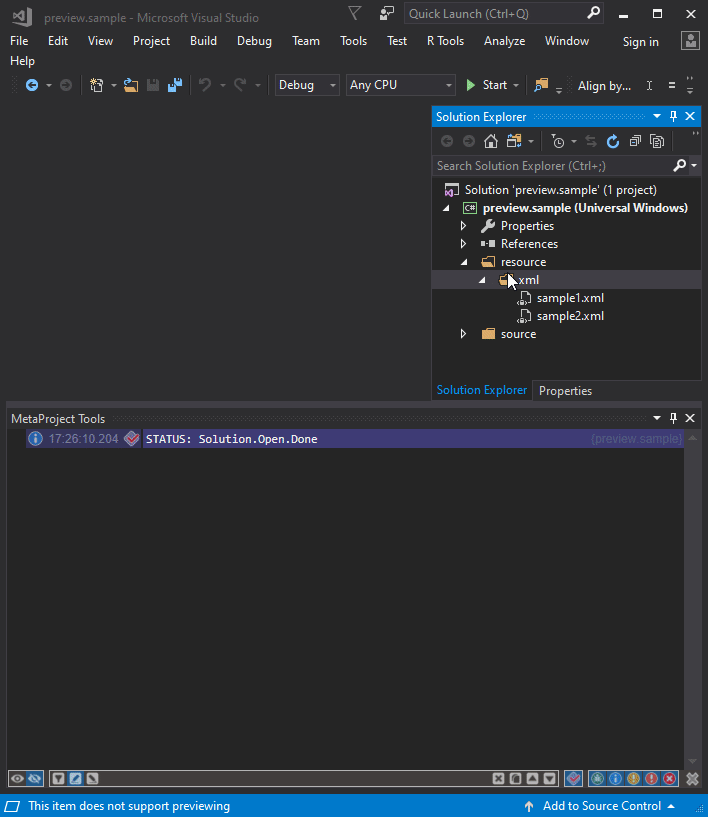 preview.sample - Microsoft Visual Studio
Quick Launch (Ctrl+Q)
File Edit View Project Build Debug Team Tools Test R Tools Analyze Window Sign in
Help
Debug Any CPU Start Align by...
Solution Explorer
Search Solution Explorer (Ctrl+;)
Solution 'preview.sample' (1 project)
C# preview.sample (Universal Windows)
Properties
References
resource
xml
sample1.xml
sample2.xml
source
Solution Explorer Properties
MetaProject Tools
17:26:10.204 STATUS: Solution.Open.Done {preview.sample}
This item does not support previewing Add to Source Control